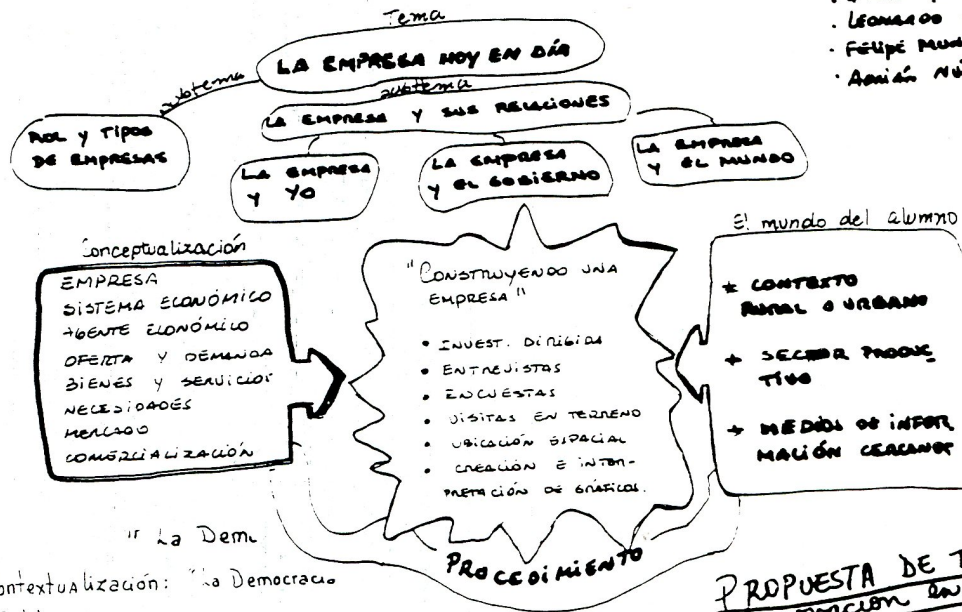 Tema
· LEONARDO
· FELIPE
LA EMPRESA HOY EN DÍA
subtema
subtema
LA EMPRESA Y SUS RELACIONES
ROL Y TIPOS
DE EMPRESAS
LA EMPRESA
Y YO
LA EMPRESA
Y EL GOBIERNO
LA EMPRESA
Y EL MUNDO
Conceptualización
EMPRESA
SISTEMA ECONÓMICO
AGENTE ECONÓMICO
OFERTA Y DEMANDA
BIENES Y SERVICIOS
NECESIDADES
MERCADO
COMERCIALIZACIÓN
"CONSTRUYENDO UNA
EMPRESA"
• INVEST. DIRIGIDA
• ENTREVISTAS
• ENCUESTAS
• VISITAS EN TERRENO
• UBICACIÓN ESPACIAL
• CREACIÓN E INTER-
PRETACIÓN DE GRÁFICOS.
El mundo del alumno
* CONTEXTO
RURAL O URBANO
* SECTOR PRODUC-
TIVO
* MEDIOS DE INFOR
MACIÓN CERCANOS
PROCEDIMIENTO
" La Dem
ontextualización: "La Democracia
PROPUESTA DE